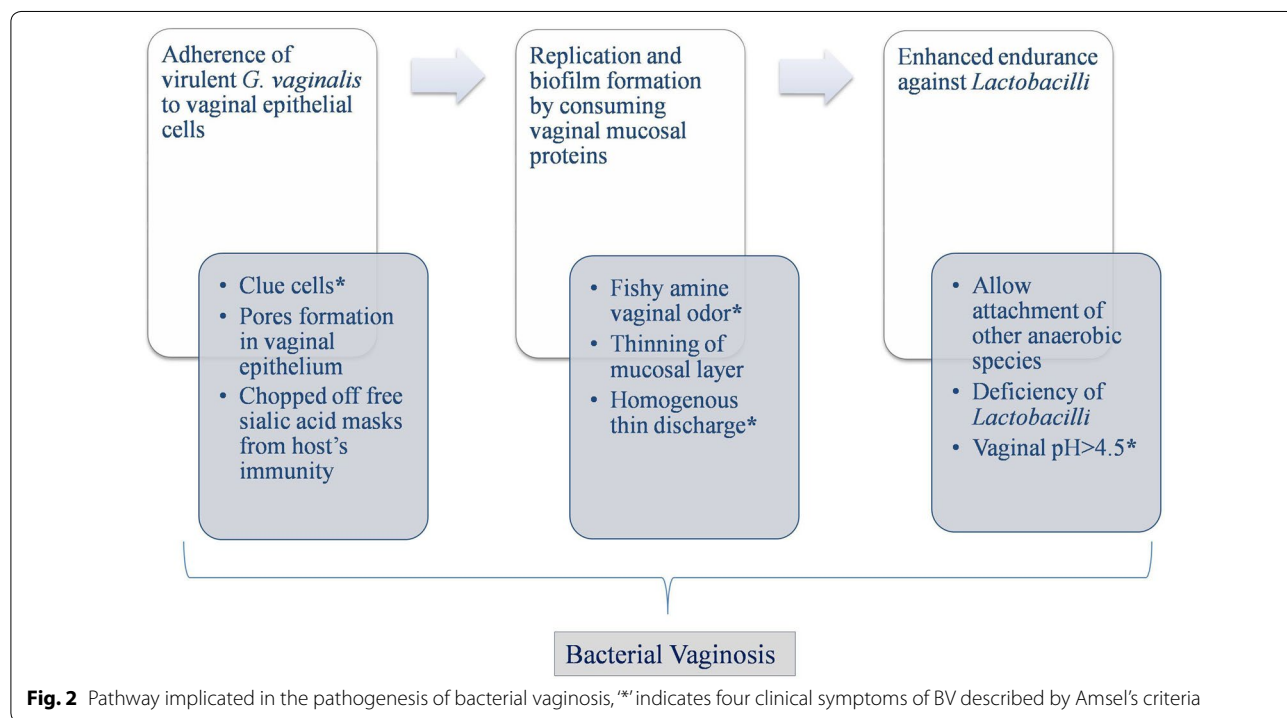 Adherence of
virulent G. vaginalis
to vaginal epithelial
cells
Replication and
biofilm formation
by consuming
vaginal mucosal
proteins
Enhanced endurance
against Lactobacilli
• Clue cells*
• Pores formation
in vaginal
epithelium
• Chopped off free
sialic acid masks
from host's
immunity
• Fishy amine
vaginal odor*
• Thinning of
mucosal layer
• Homogenous
thin discharge*
• Allow
attachment of
other anaerobic
species
• Deficiency of
Lactobacilli
• Vaginal pH>4.5*
Bacterial Vaginosis
Fig. 2 Pathway implicated in the pathogenesis of bacterial vaginosis, '*' indicates four clinical symptoms of BV described by Amsel's criteria